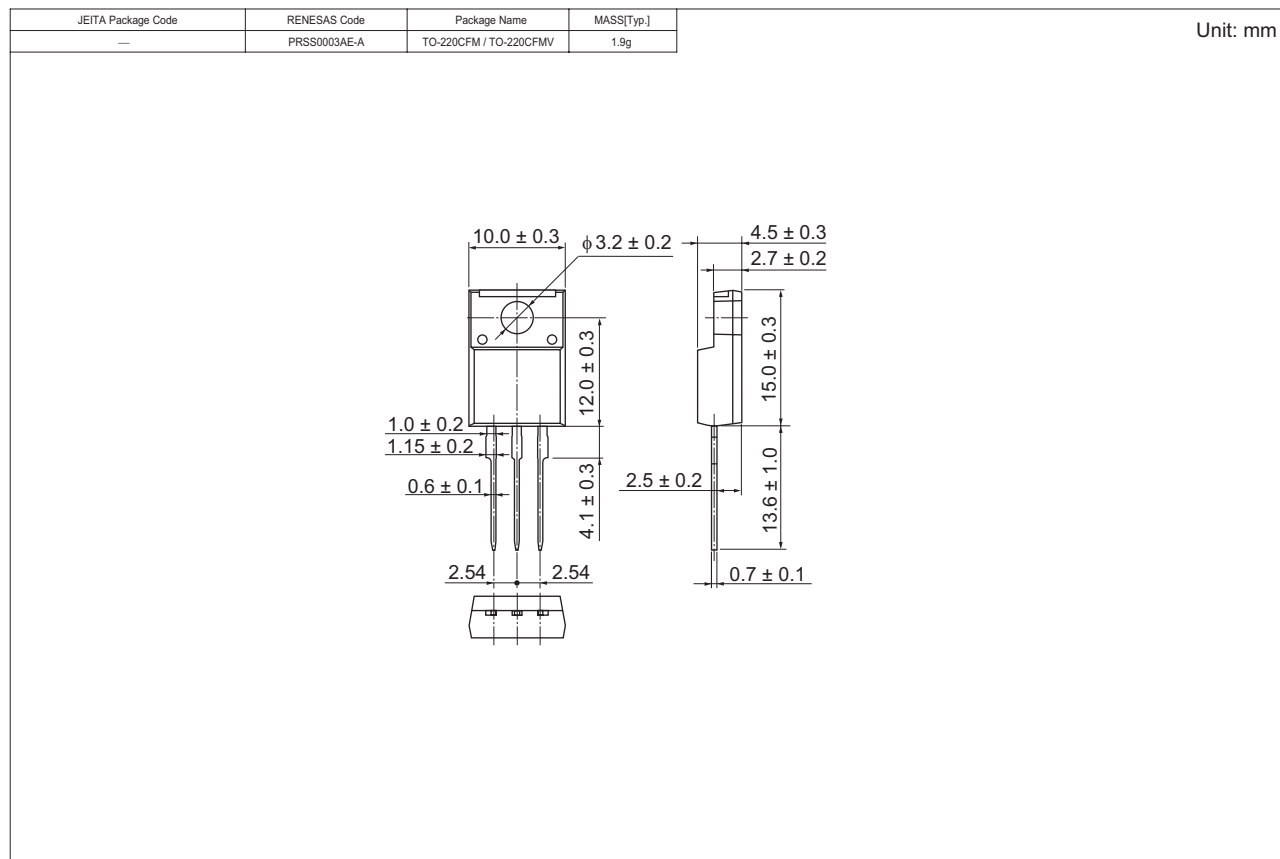 JEITA Package Code RENESAS Code Package Name MASS[Typ.]
— PRSS0003AE-A TO-220CFM / TO-220CFMV 1.9g
Unit: mm
10.0 ± 0.3
ϕ 3.2 ± 0.2
4.5 ± 0.3
2.7 ± 0.2
12.0 ± 0.3
15.0 ± 0.3
1.0 ± 0.2
1.15 ± 0.2
0.6 ± 0.1
4.1 ± 0.3
2.5 ± 0.2
13.6 ± 1.0
2.54 2.54
0.7 ± 0.1